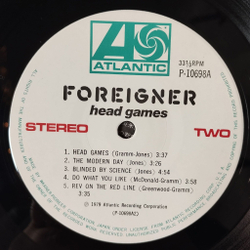 ATLANTIC
33⅓RPM
P-10698A
FOREIGNER
head games
STEREO
TWO
1. HEAD GAMES (Gramm-Jones) 3:37
2. THE MODERN DAY (Jones) 3:26
3. BLINDED BY SCIENCE (Jones) 4:54
4. DO WHAT YOU LIKE (McDonald-Gramm) 3:58
5. REV ON THE RED LINE (Greenwood-Gramm)
3:35
℗ 1979 Atlantic Recording Corporation
(P-10698A2)